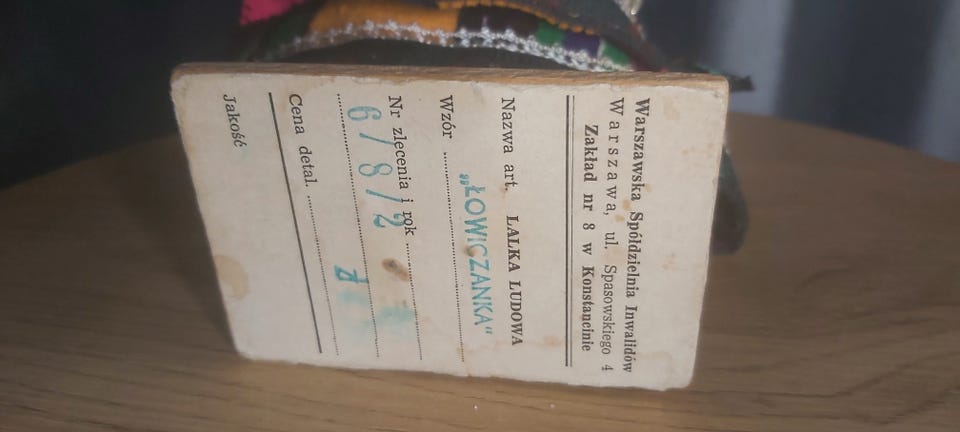 Warszawska Spółdzielnia Inwalidów
Warszawa, ul. Spasowskiego 4
Zakład nr 8 w Konstancinie
Nazwa art. LALKA LUDOWA
Wzór "ŁOWICZANKA"
Nr zlecenia i rok
6/8/2
Cena detal. zł
Jakość